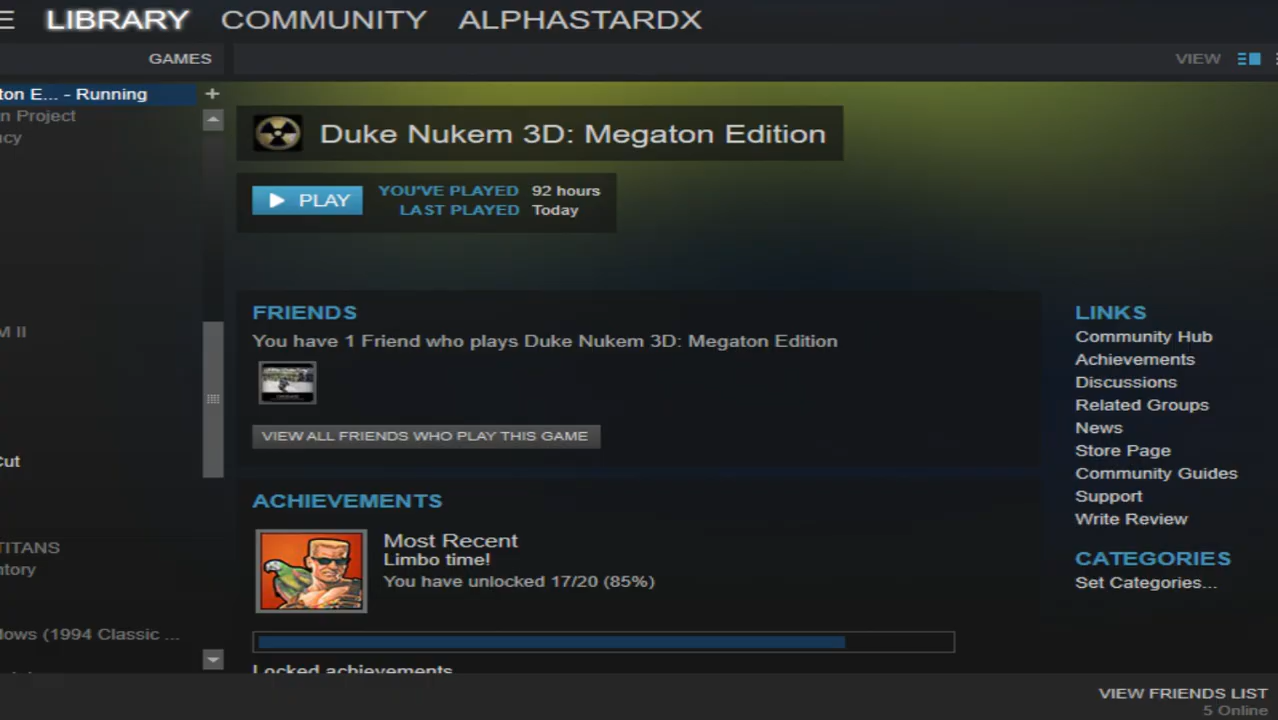 E LIBRARY COMMUNITY ALPHASTARDX
GAMES
VIEW
ton E... - Running
n Project
ncy
M II
Cut
TITANS
ntory
dows (1994 Classic ...
Duke Nukem 3D: Megaton Edition
PLAY
YOU'VE PLAYED 92 hours
LAST PLAYED Today
FRIENDS
You have 1 Friend who plays Duke Nukem 3D: Megaton Edition
VIEW ALL FRIENDS WHO PLAY THIS GAME
ACHIEVEMENTS
Most Recent
Limbo time!
You have unlocked 17/20 (85%)
Locked achievements
LINKS
Community Hub
Achievements
Discussions
Related Groups
News
Store Page
Community Guides
Support
Write Review
CATEGORIES
Set Categories...
VIEW FRIENDS LIST
5 Online